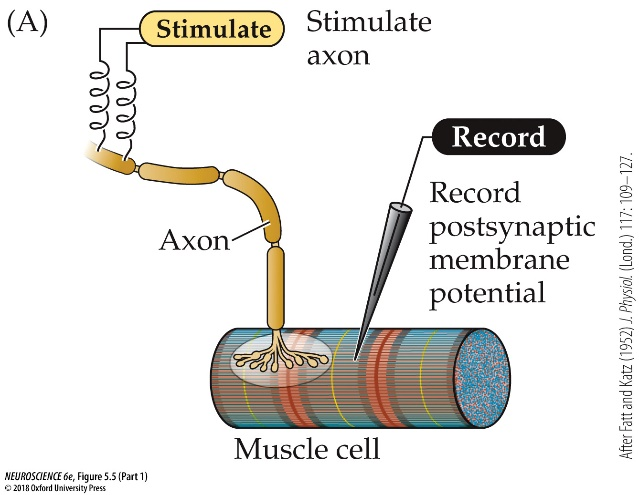 (A)
Stimulate
Stimulate
axon
Record
Record
postsynaptic
membrane
potential
Axon
Muscle cell
After Fatt and Katz (1952) J. Physiol. (Lond.) 117: 109–127.
NEUROSCIENCE 6e, Figure 5.5 (Part 1)
© 2018 Oxford University Press